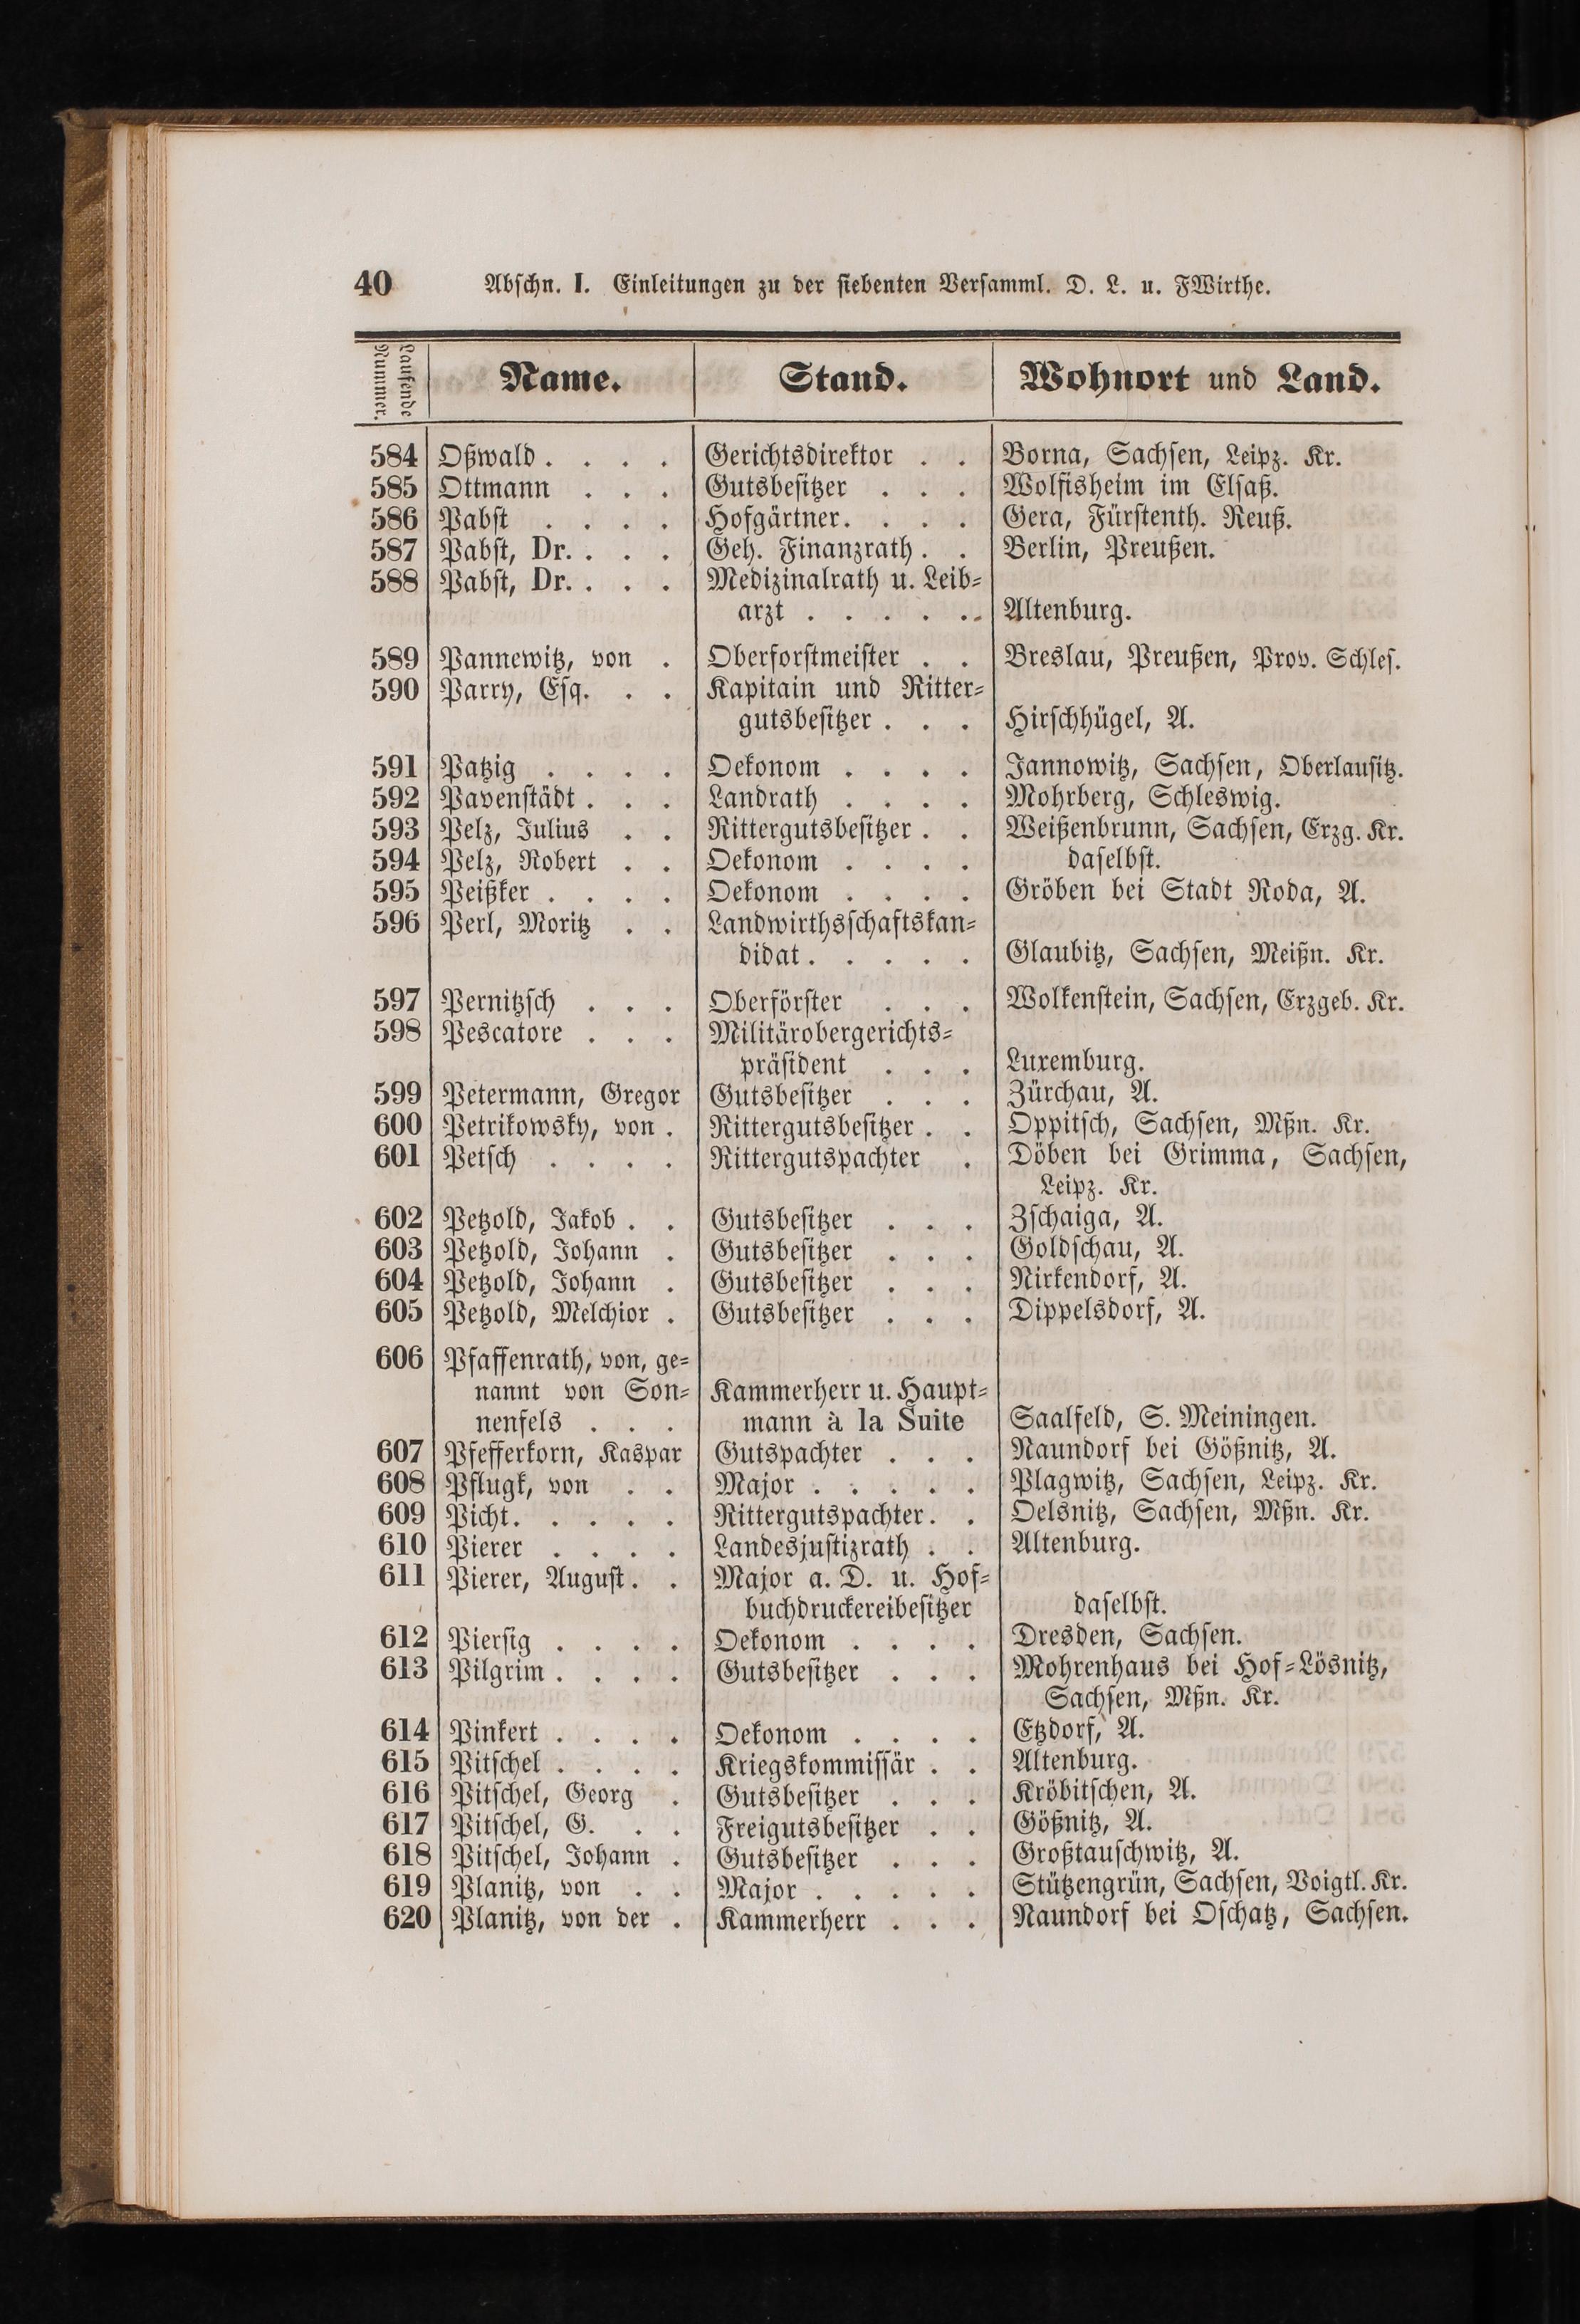 40 Abschn. I. Einleitungen zu der siebenten Versamml. D. L. u. FWirthe.
Laufende Nummer. Name. Stand. Wohnort und Land.
584 Oßwald . . . . Gerichtsdirektor . . Borna, Sachsen, Leipz. Kr.
585 Ottmann . . . Gutsbesitzer . . . Wolfisheim im Elsaß.
586 Pabst . . . . Hofgärtner. . . . Gera, Fürstenth. Reuß.
587 Pabst, Dr. . . . Geh. Finanzrath . . Berlin, Preußen.
588 Pabst, Dr. . . . Medizinalrath u. Leib-
arzt . . . . . . Altenburg.
589 Pannewitz, von . Oberforstmeister . . Breslau, Preußen, Prov. Schles.
590 Parry, Esq. . . Kapitain und Ritter-
gutsbesitzer . . . Hirschhügel, A.
591 Patzig . . . . Oekonom . . . . Jannowitz, Sachsen, Oberlausitz.
592 Pavenstädt . . . Landrath . . . . Mohrberg, Schleswig.
593 Pelz, Julius . . Rittergutsbesitzer . . Weißenbrunn, Sachsen, Erzg. Kr.
594 Pelz, Robert . . Oekonom . . . . daselbst.
595 Peißker . . . . Oekonom . . . . Gröben bei Stadt Roda, A.
596 Perl, Moritz . . Landwirthsschaftskan-
didat . . . . . Glaubitz, Sachsen, Meißn. Kr.
597 Pernitzsch . . . Oberförster . . . Wolkenstein, Sachsen, Erzgeb. Kr.
598 Pescatore . . . Militärobergerichts-
präsident . . . Luxemburg.
599 Petermann, Gregor Gutsbesitzer . . . Zürchau, A.
600 Petrikowsky, von . Rittergutsbesitzer . . Oppitsch, Sachsen, Mßn. Kr.
601 Petsch . . . . Rittergutspachter . Döben bei Grimma, Sachsen,
Leipz. Kr.
602 Petzold, Jakob . . Gutsbesitzer . . . Zschaiga, A.
603 Petzold, Johann . Gutsbesitzer . . . Goldschau, A.
604 Petzold, Johann . Gutsbesitzer . . . Nirkendorf, A.
605 Petzold, Melchior . Gutsbesitzer . . . Dippelsdorf, A.
606 Pfaffenrath, von, ge-
nannt von Son- Kammerherr u. Haupt-
nenfels . . . mann à la Suite Saalfeld, S. Meiningen.
607 Pfefferkorn, Kaspar Gutspachter . . . Naundorf bei Gößnitz, A.
608 Pflugk, von . . Major . . . . . Plagwitz, Sachsen, Leipz. Kr.
609 Picht. . . . . Rittergutspachter. . Oelsnitz, Sachsen, Mßn. Kr.
610 Pierer . . . . Landesjustizrath . . Altenburg.
611 Pierer, August. . Major a. D. u. Hof-
buchdruckereibesitzer daselbst.
612 Piersig . . . . Oekonom . . . . Dresden, Sachsen.
613 Pilgrim . . . . Gutsbesitzer . . . Mohrenhaus bei Hof-Lösnitz,
Sachsen, Mßn. Kr.
614 Pinkert . . . . Oekonom . . . . Etzdorf, A.
615 Pitschel . . . . Kriegskommissär . . Altenburg.
616 Pitschel, Georg . Gutsbesitzer . . . Kröbitschen, A.
617 Pitschel, G. . . Freigutsbesitzer . . Gößnitz, A.
618 Pitschel, Johann . Gutsbesitzer . . . Großtauschwitz, A.
619 Planitz, von . . Major . . . . . Stützengrün, Sachsen, Voigtl. Kr.
620 Planitz, von der . Kammerherr . . . Naundorf bei Oschatz, Sachsen.